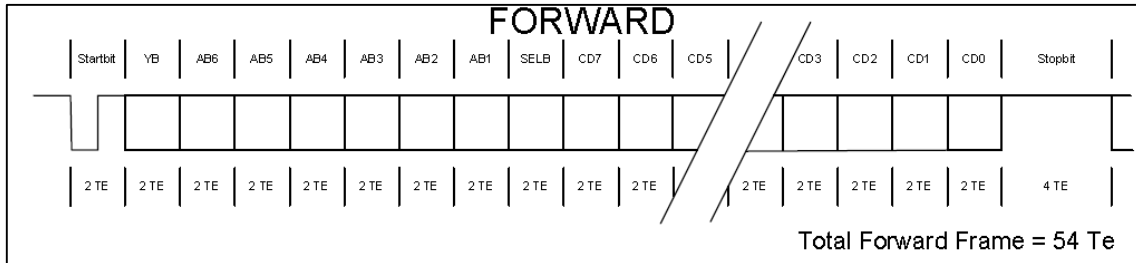 FORWARD
Startbit YB AB6 AB5 AB4 AB3 AB2 AB1 SELB CD7 CD6 CD5 CD3 CD2 CD1 CD0 Stopbit
2 TE 2 TE 2 TE 2 TE 2 TE 2 TE 2 TE 2 TE 2 TE 2 TE 2 TE 2 TE 2 TE 2 TE 2 TE 2 TE 4 TE
Total Forward Frame = 54 Te